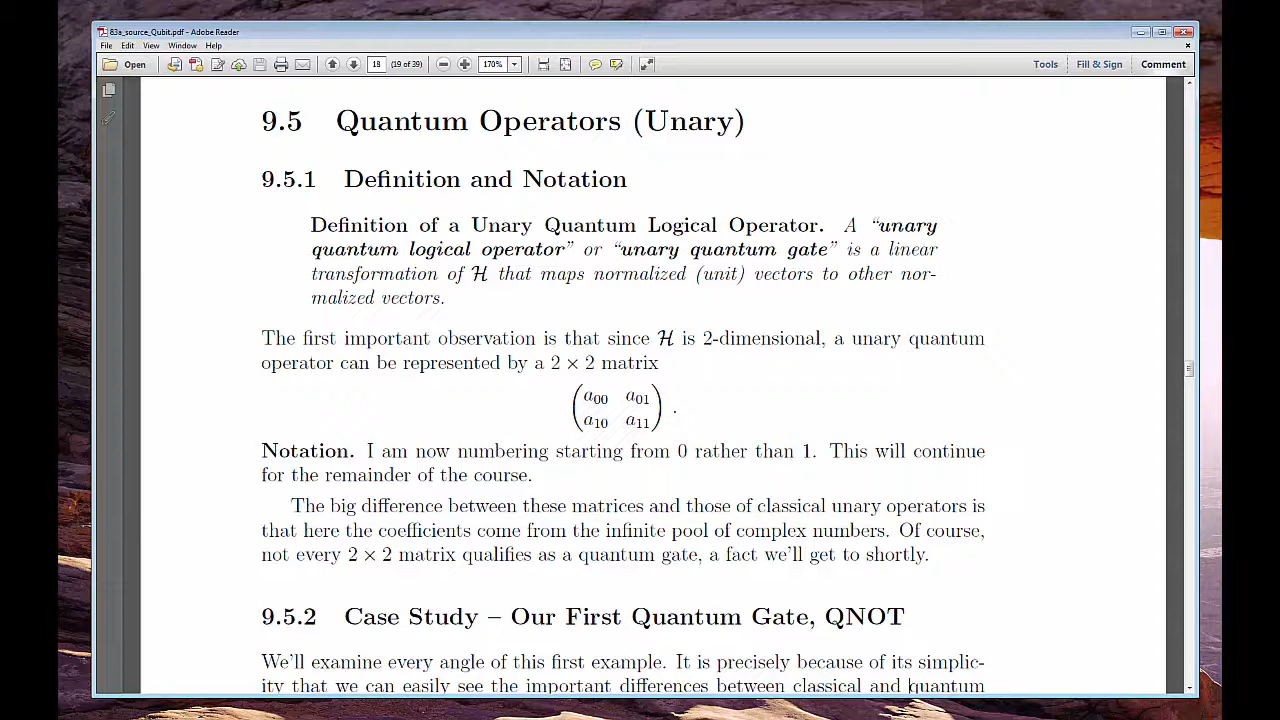 83a_source_Qubit.pdf - Adobe Reader
File Edit View Window Help
Open 18 (19 of 39) 170% Tools Fill & Sign Comment
9.5 Quantum Operators (Unary)
9.5.1 Definition and Notation
Definition of a Unary Quantum Logical Operator. A “unary
quantum logical operator” or “unary quantum gate” is a linear
transformation of ℋ that maps normalized (unit) vectors to other nor-
malized vectors.
The first important observation is that since ℋ is 2-dimensional, a unary quantum
operator can be represented by a 2 × 2 matrix
a00 a01
a10 a11 .
Notation. I am now numbering starting from 0 rather than 1. This will continue
for the remainder of the course.
The big difference between these matrices and those of classical unary operators is
that here the coefficients come from the infinite pool of complex numbers. Of course,
not every 2 × 2 matrix qualifies as a quantum gate, a fact we'll get to shortly.
9.5.2 Case Study – Our First Quantum Gate, QNOT
We'll examine every angle of this first example. It is precisely because of its simplic-
ity that we can easily see the important differences between classical and quantum